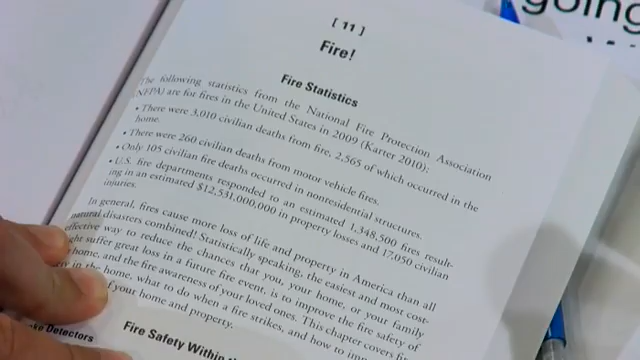 going
[ 11 ]
Fire!
Fire Statistics
The following statistics from the National Fire Protection Association
(NFPA) are for fires in the United States in 2009 (Karter 2010):
• There were 3,010 civilian deaths from fire, 2,565 of which occurred in the
home.
• There were 260 civilian deaths from motor vehicle fires.
• Only 105 civilian fire deaths occurred in nonresidential structures.
• U.S. fire departments responded to an estimated 1,348,500 fires result-
ing in an estimated $12,531,000,000 in property losses and 17,050 civilian
injuries.
In general, fires cause more loss of life and property in America than all
natural disasters combined! Statistically speaking, the easiest and most cost-
effective way to reduce the chances that you, your home, or your family
ght suffer great loss in a future fire event, is to improve the fire safety of
home, and the fire awareness of your loved ones. This chapter covers fire
in the home, what to do when a fire strikes, and how to
of your home and property.
Fire Safety Within
ke Detectors